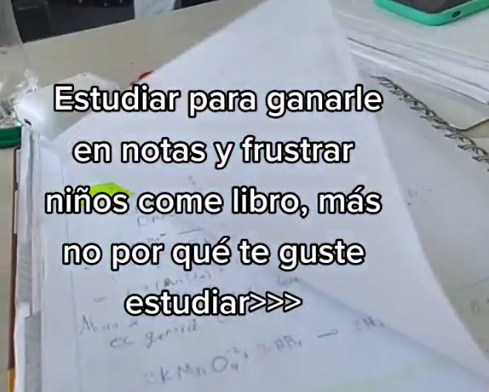 Estudiar para ganarle
en notas y frustrar
niños come libro, más
no por qué te guste
estudiar>>>